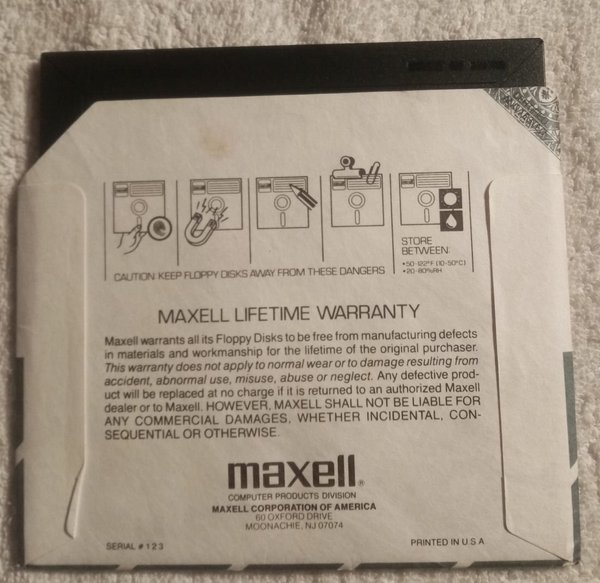 STORE
BETWEEN:
•50-122°F (10-50°C)
•20-80%RH
CAUTION: KEEP FLOPPY DISKS AWAY FROM THESE DANGERS
MAXELL LIFETIME WARRANTY
Maxell warrants all its Floppy Disks to be free from manufacturing defects
in materials and workmanship for the lifetime of the original purchaser.
This warranty does not apply to normal wear or to damage resulting from
accident, abnormal use, misuse, abuse or neglect. Any defective prod-
uct will be replaced at no charge if it is returned to an authorized Maxell
dealer or to Maxell. HOWEVER, MAXELL SHALL NOT BE LIABLE FOR
ANY COMMERCIAL DAMAGES, WHETHER INCIDENTAL, CON-
SEQUENTIAL OR OTHERWISE.
maxell®
COMPUTER PRODUCTS DIVISION
MAXELL CORPORATION OF AMERICA
60 OXFORD DRIVE
MOONACHIE, NJ 07074
SERIAL # 1 2 3
PRINTED IN U S A